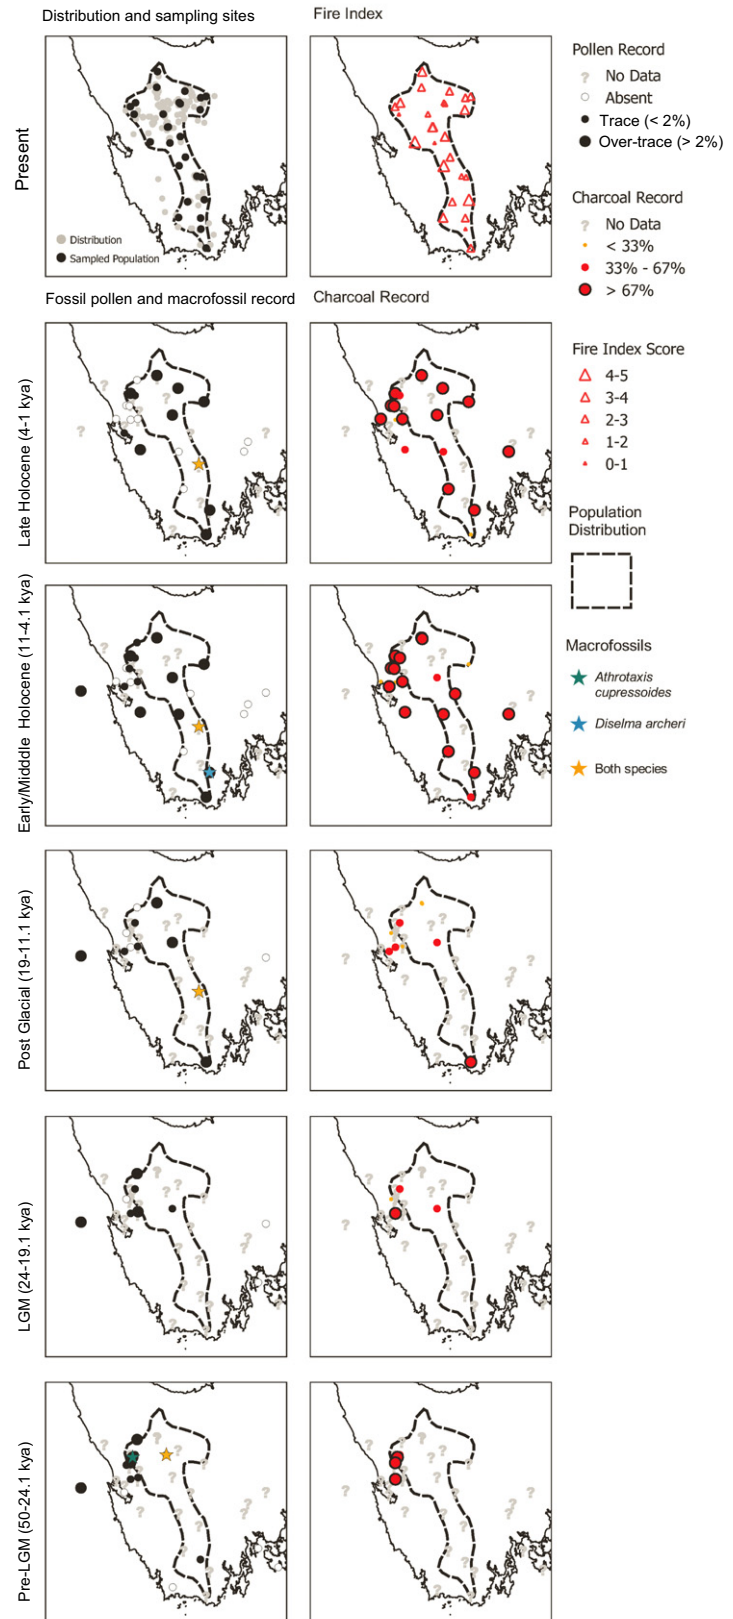 Distribution and sampling sites
Fire Index
Present
Distribution
Sampled Population
Pollen Record
? No Data
Absent
Trace (< 2%)
Over-trace (> 2%)
Charcoal Record
? No Data
< 33%
33% - 67%
> 67%
Fossil pollen and macrofossil record
Charcoal Record
Late Holocene (4-1 kya)
Fire Index Score
4-5
3-4
2-3
1-2
0-1
Population
Distribution
Early/Midddle Holocene (11-4.1 kya)
Macrofossils
Athrotaxis
cupressoides
Diselma archeri
Both species
Post Glacial (19-11.1 kya)
LGM (24-19.1 kya)
Pre-LGM (50-24.1 kya)